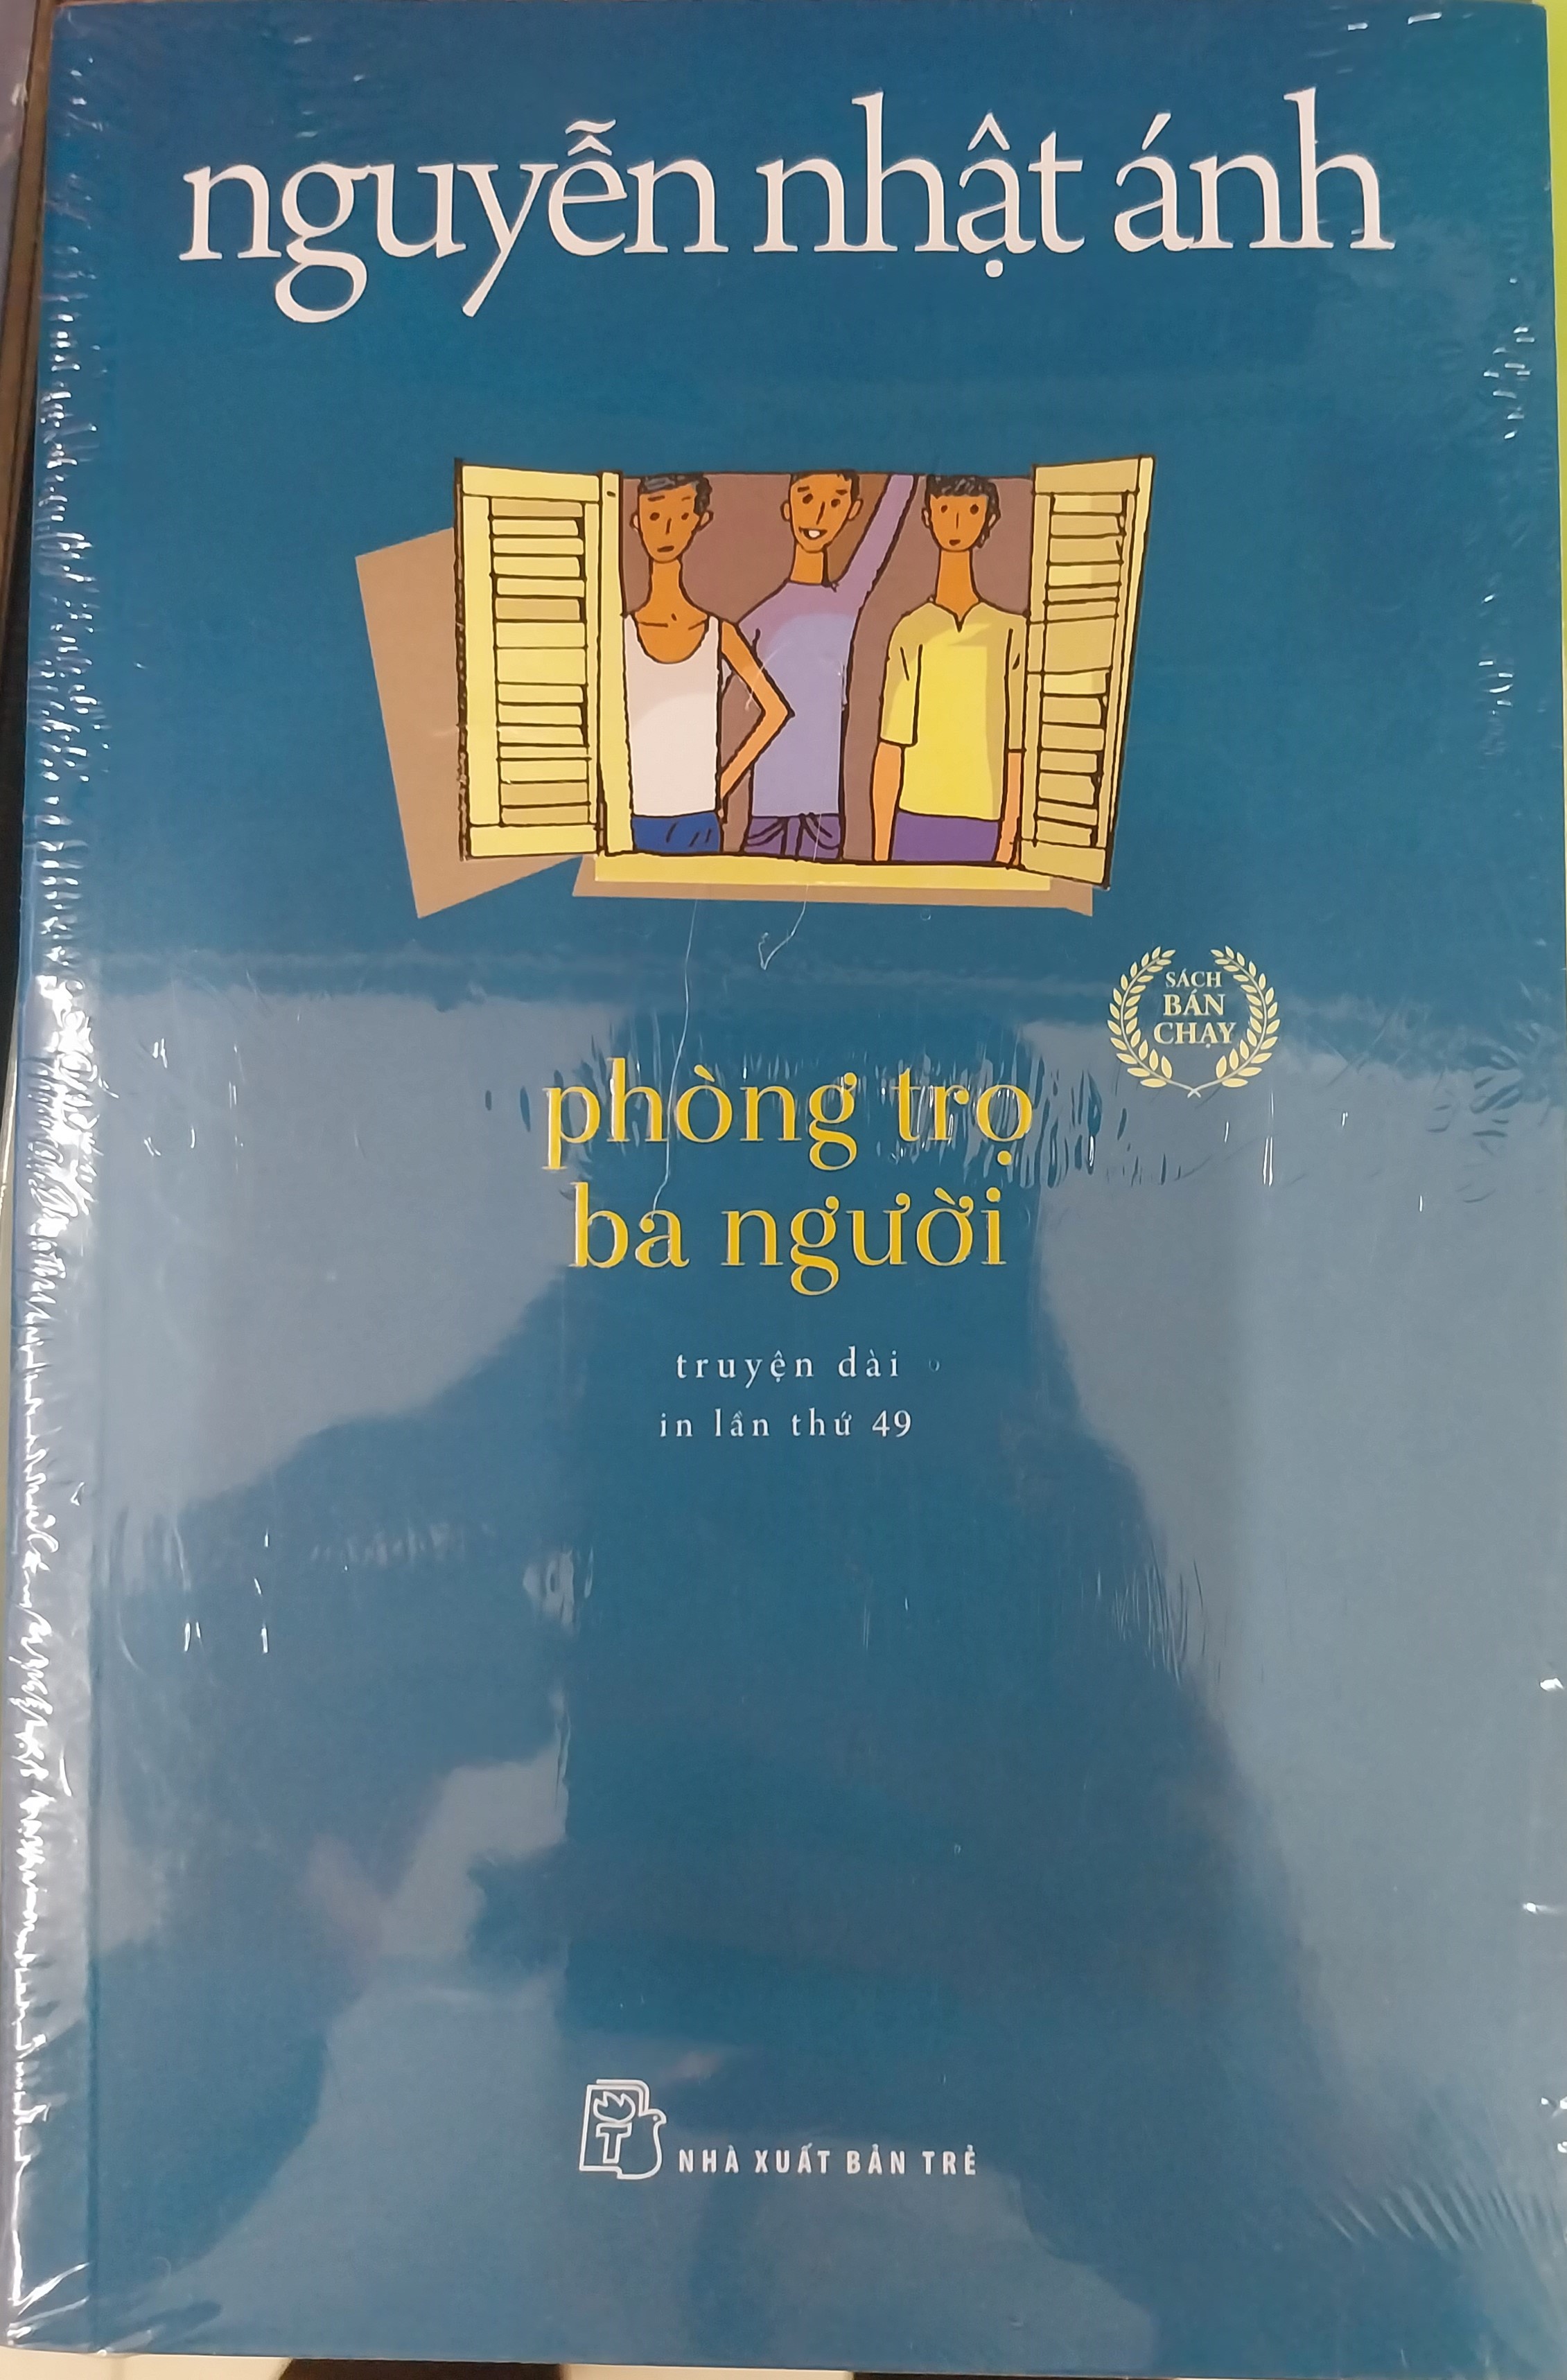 nguyễn nhật ánh
SÁCH
BÁN
CHẠY
phòng trọ
ba người
truyện dài
in lần thứ 49
T
NHÀ XUẤT BẢN TRẺ